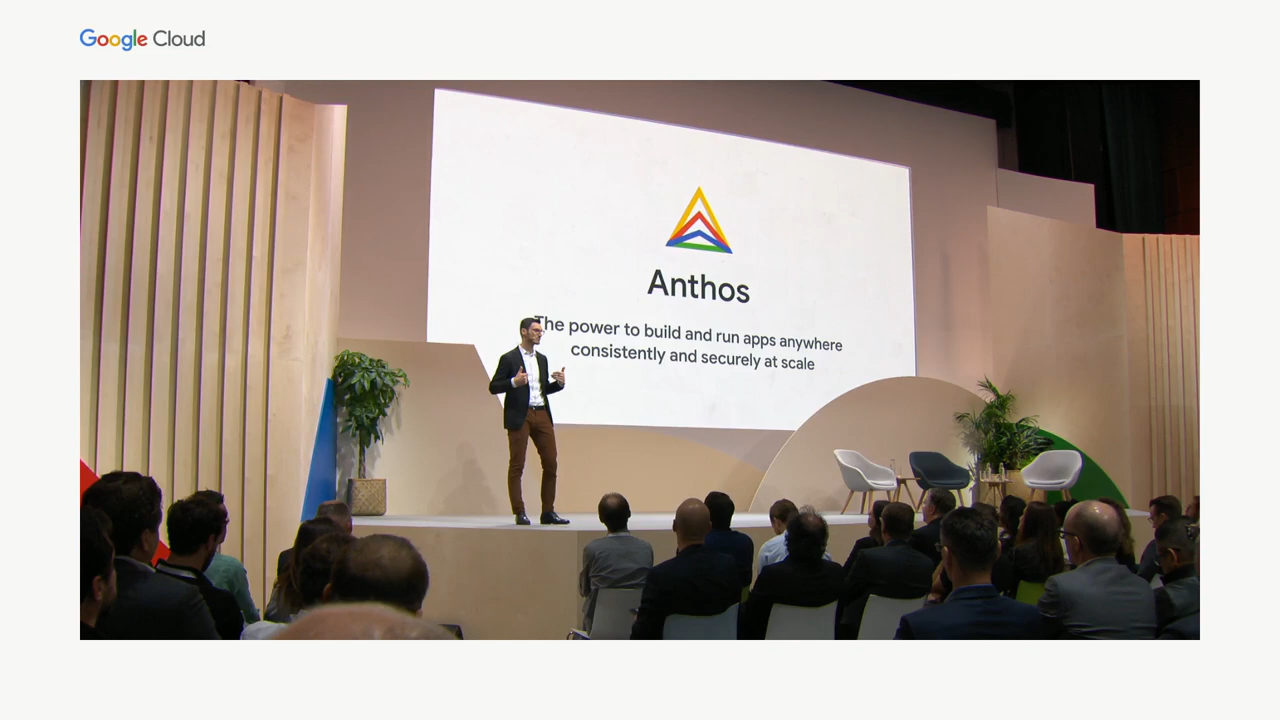 Google Cloud
Anthos
The power to build and run apps anywhere
consistently and securely at scale